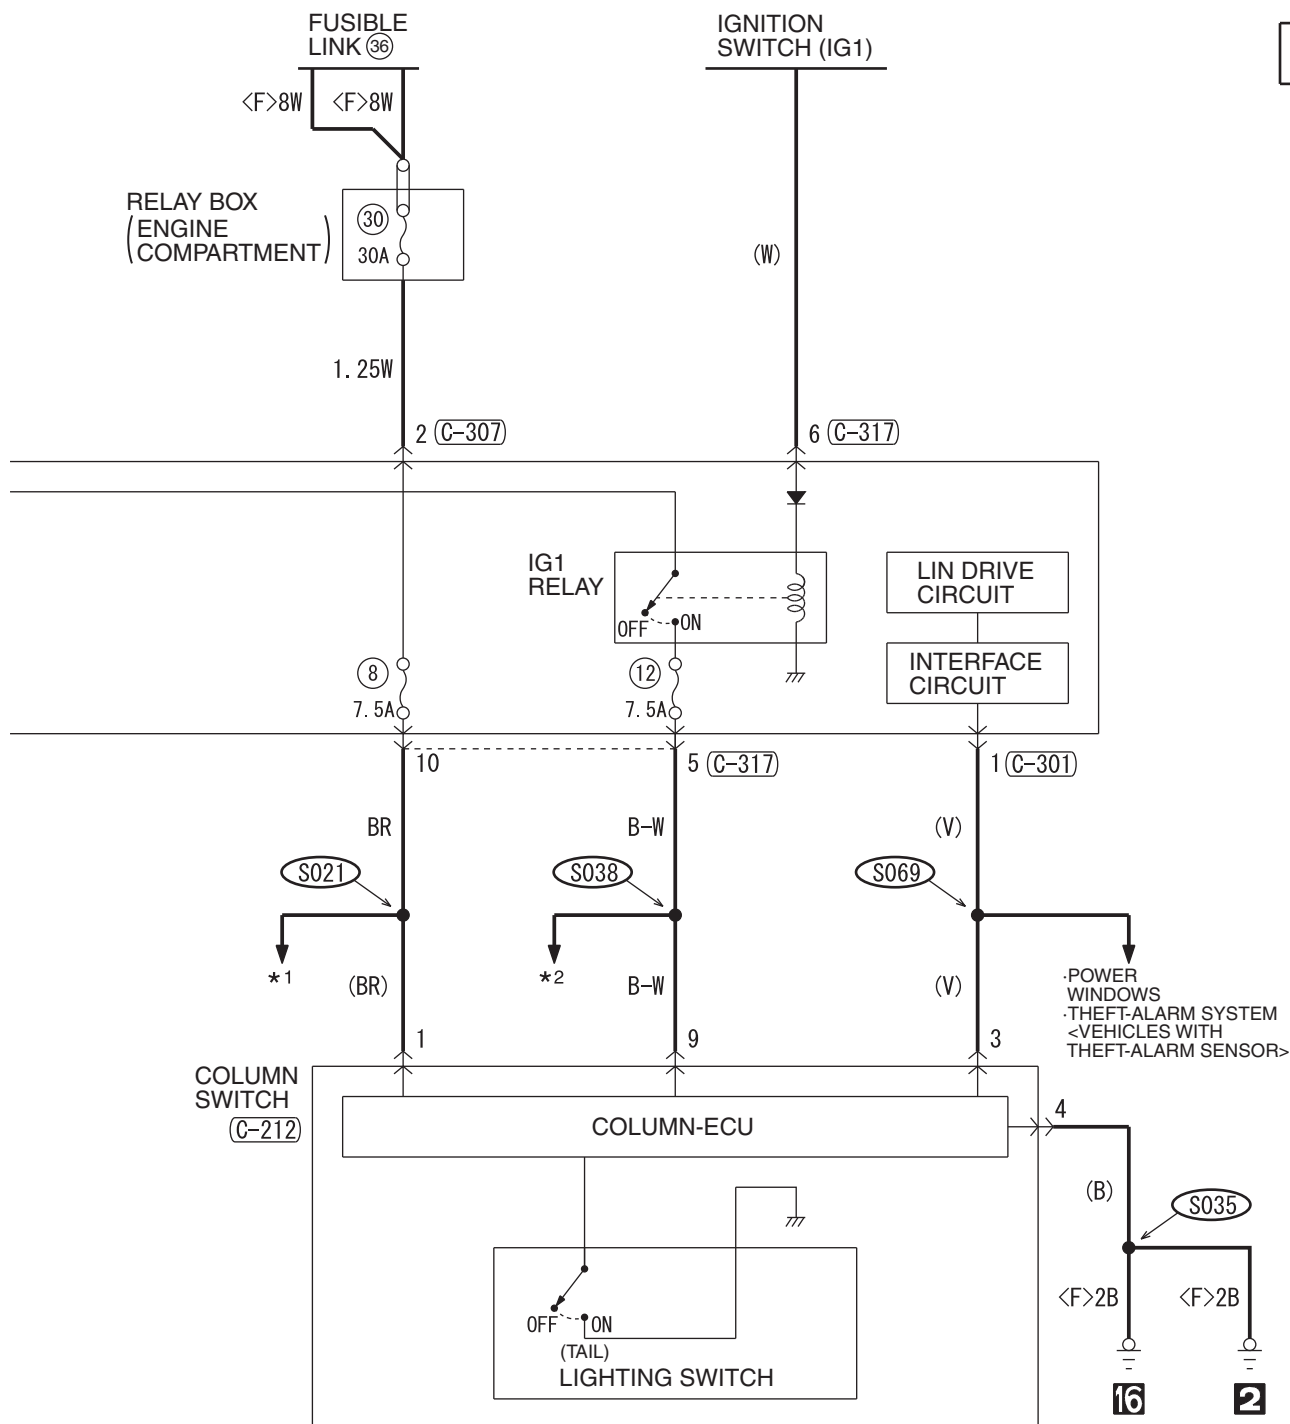 FUSIBLE
LINK 36
IGNITION
SWITCH (IG1)
<F>8W
<F>8W
RELAY BOX
(ENGINE
COMPARTMENT)
30
30A
(W)
1.25W
2 C-307
6 C-317
IG1
RELAY
OFF
ON
LIN DRIVE
CIRCUIT
INTERFACE
CIRCUIT
8
7.5A
12
7.5A
10
5 C-317
1 C-301
BR
B-W
(V)
S021
S038
S069
*1
(BR)
*2
B-W
(V)
·POWER
WINDOWS
·THEFT-ALARM SYSTEM
<VEHICLES WITH
THEFT-ALARM SENSOR>
1
9
3
COLUMN
SWITCH
C-212
COLUMN-ECU
4
(B)
S035
OFF
ON
(TAIL)
LIGHTING SWITCH
<F>2B
<F>2B
16
2